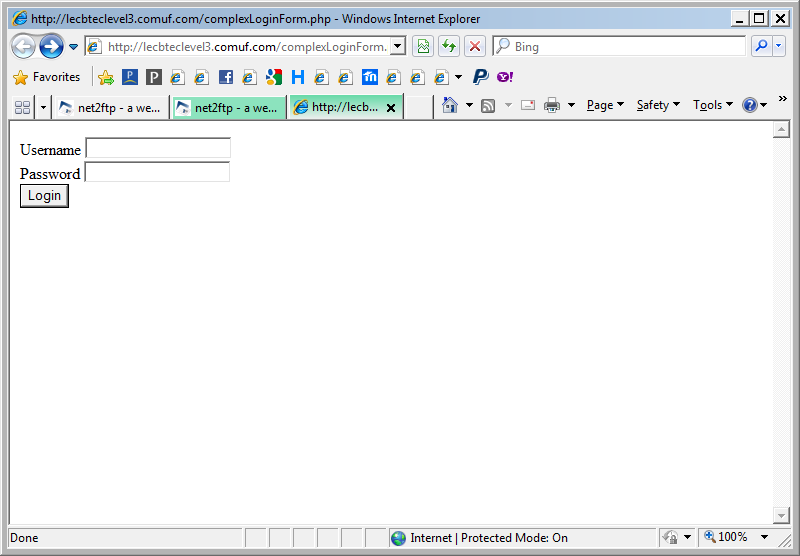 http://lecbteclevel3.comuf.com/complexLoginForm.php - Windows Internet Explorer
http://lecbteclevel3.comuf.com/complexLoginForm. Bing
Favorites P P f H in P Y!
net2ftp - a we... net2ftp - a we... http://lecb... Page Safety Tools ? »
Username
Password
Login
Done Internet | Protected Mode: On 100%